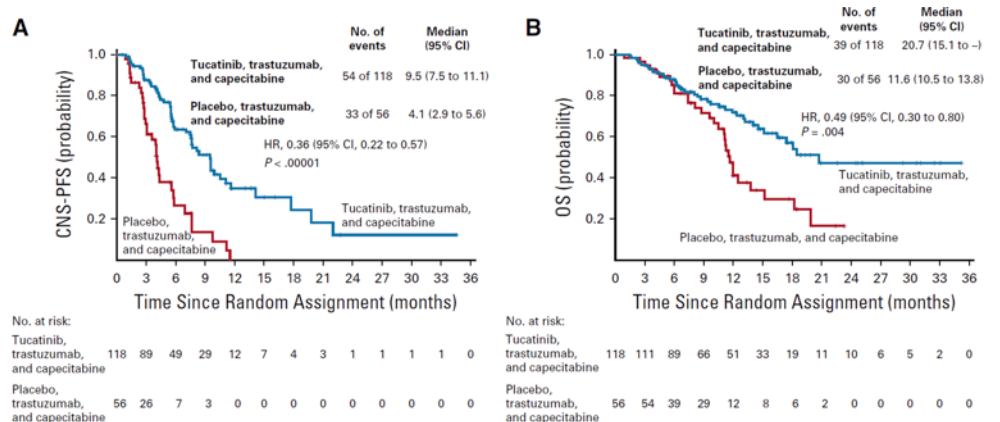 A
No. of events
Median (95% CI)
Tucatinib, trastuzumab, and capecitabine
54 of 118
9.5 (7.5 to 11.1)
Placebo, trastuzumab, and capecitabine
33 of 56
4.1 (2.9 to 5.6)
HR, 0.36 (95% CI, 0.22 to 0.57)
P < .00001
CNS-PFS (probability)
1.0
0.8
0.6
0.4
0.2
Placebo, trastuzumab, and capecitabine
Tucatinib, trastuzumab, and capecitabine
0 3 6 9 12 15 18 21 24 27 30 33 36
Time Since Random Assignment (months)
No. at risk:
Tucatinib, trastuzumab, and capecitabine
118 89 49 29 12 7 4 3 1 1 1 1 0
Placebo, trastuzumab, and capecitabine
56 26 7 3 0 0 0 0 0 0 0 0 0
B
No. of events
Median (95% CI)
Tucatinib, trastuzumab, and capecitabine
39 of 118
20.7 (15.1 to –)
Placebo, trastuzumab, and capecitabine
30 of 56
11.6 (10.5 to 13.8)
HR, 0.49 (95% CI, 0.30 to 0.80)
P = .004
OS (probability)
1.0
0.8
0.6
0.4
0.2
Tucatinib, trastuzumab, and capecitabine
Placebo, trastuzumab, and capecitabine
0 3 6 9 12 15 18 21 24 27 30 33 36
Time Since Random Assignment (months)
No. at risk:
Tucatinib, trastuzumab, and capecitabine
118 111 89 66 51 33 19 11 10 6 5 2 0
Placebo, trastuzumab, and capecitabine
56 54 39 29 12 8 6 2 0 0 0 0 0